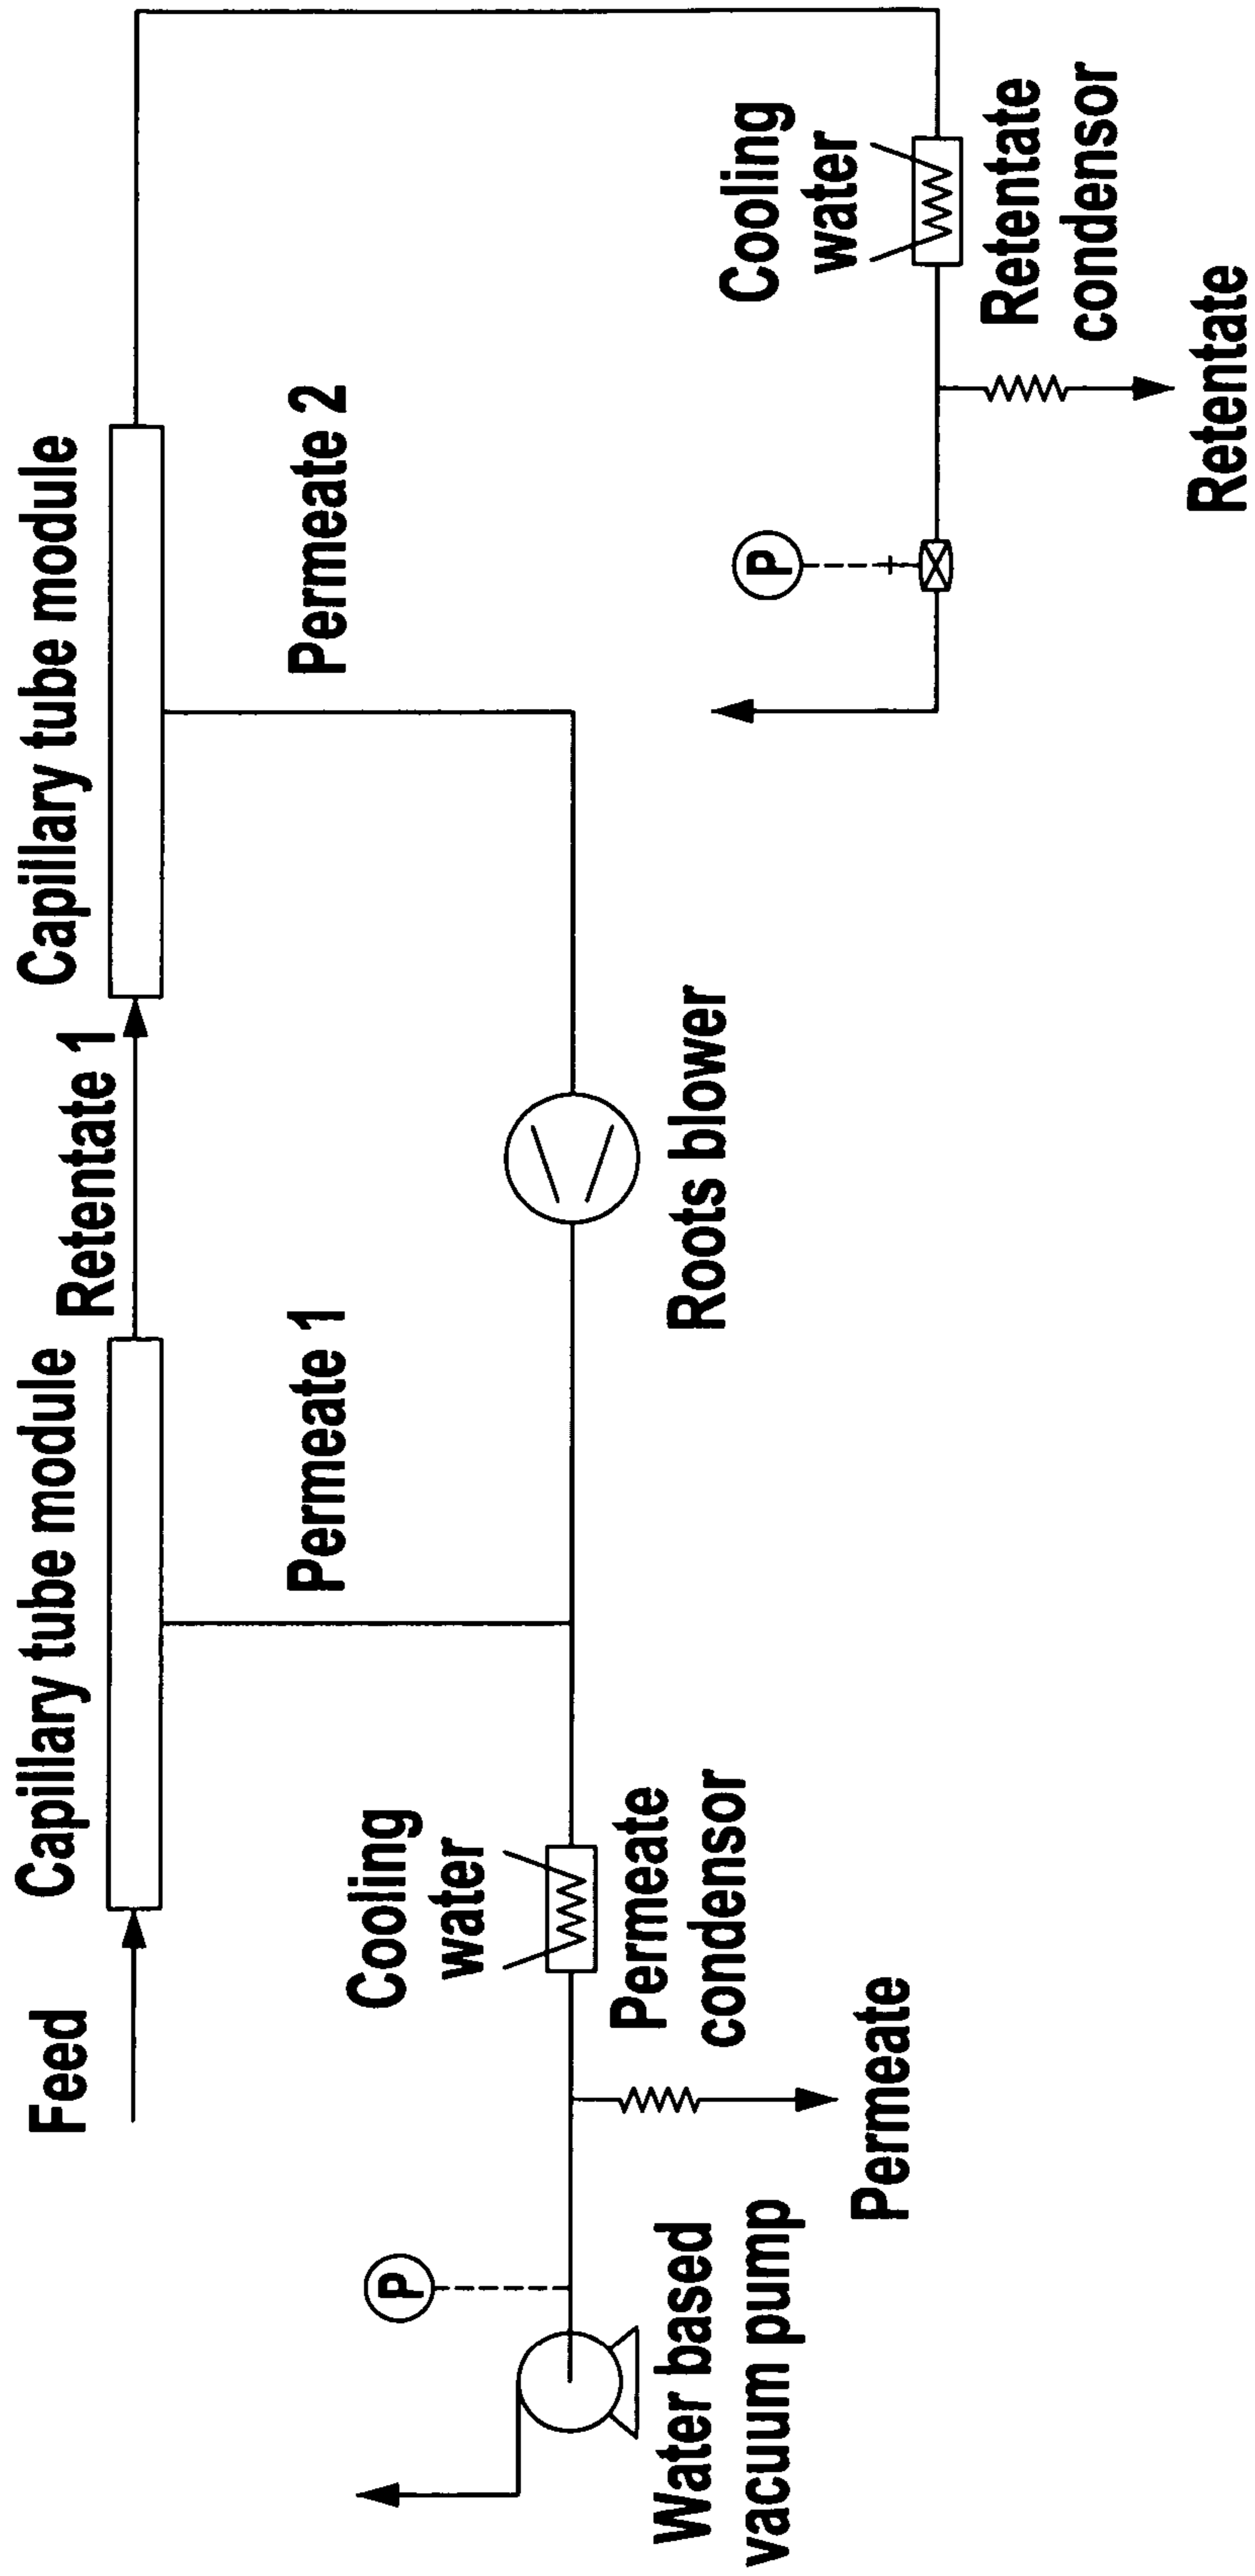 Feed
Capillary tube module
Retentate 1
Capillary tube module
Permeate 1
Permeate 2
Cooling
water
P
Permeate
condensor
Roots blower
Water based
vacuum pump
Permeate
Cooling
water
P
Retentate
condensor
Retentate